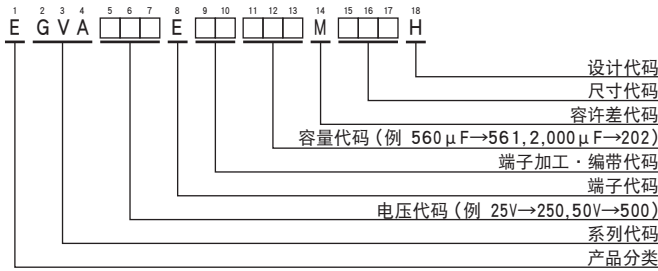 1 2 3 4 5 6 7 8 9 10 11 12 13 14 15 16 17 18
E GVA □□□ E □□ □□□ M □□□ H
设计代码
尺寸代码
容许差代码
容量代码(例 560μF→561,2,000μF→202)
端子加工·编带代码
端子代码
电压代码(例 25V→250,50V→500)
系列代码
产品分类